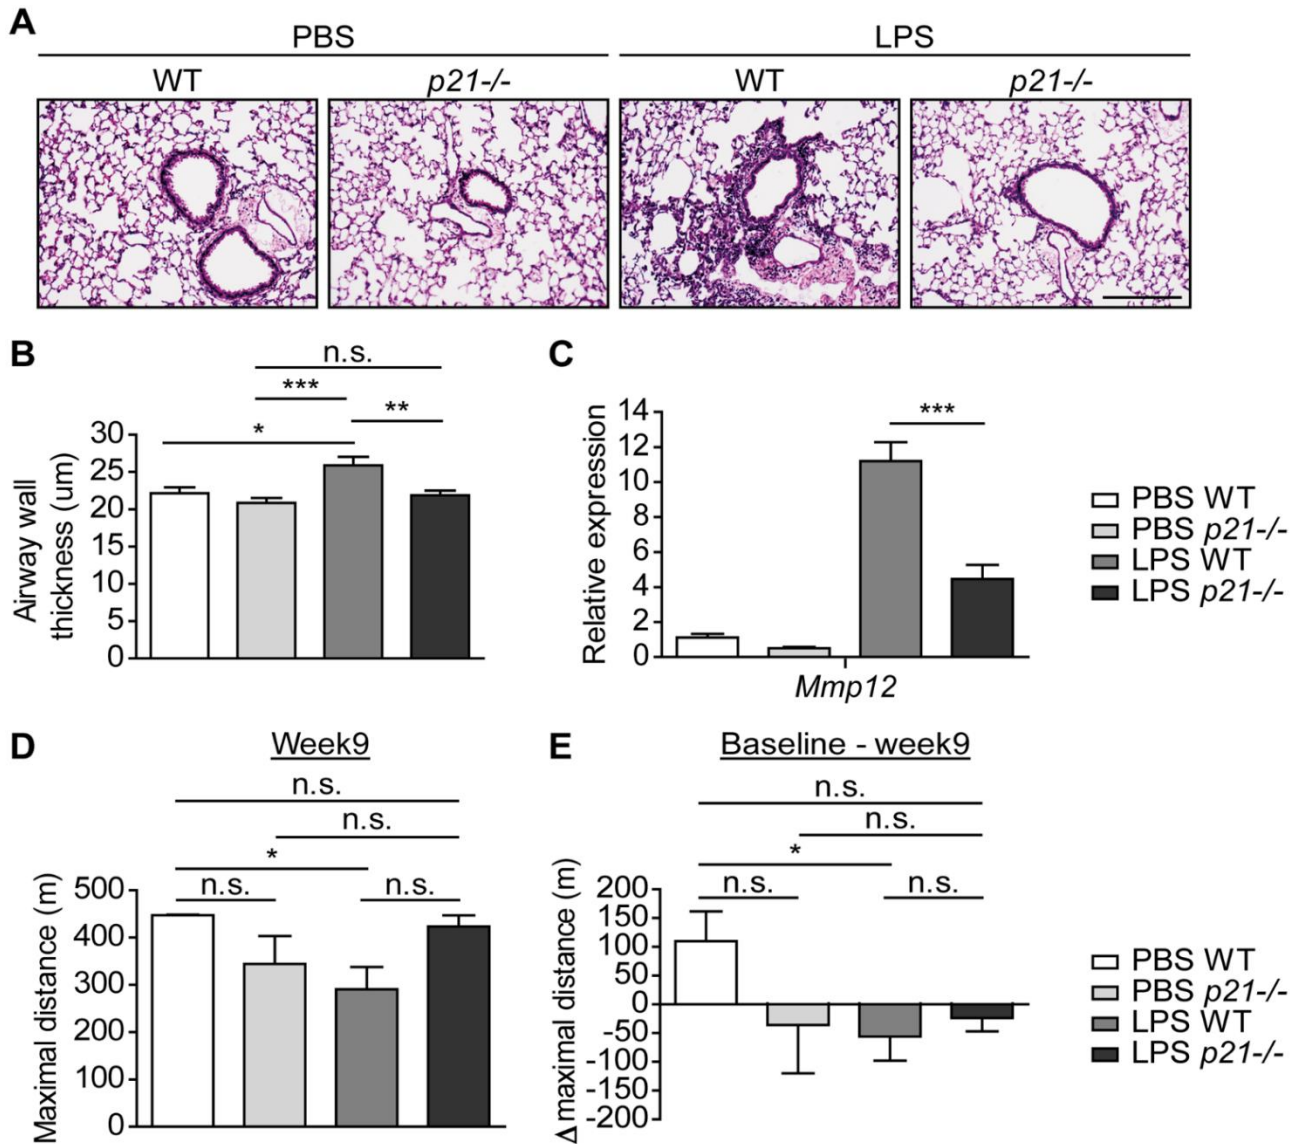 A
PBS
LPS
WT
p21-/-
WT
p21-/-
B
n.s.
***
**
*
Airway wall
thickness (um)
30
25
20
15
10
5
0
C
***
Relative expression
14
12
10
8
6
4
2
0
Mmp12
PBS WT
PBS p21-/-
LPS WT
LPS p21-/-
D
Week9
n.s.
n.s.
*
n.s.
n.s.
Maximal distance (m)
500
400
300
200
100
0
E
Baseline - week9
n.s.
n.s.
*
n.s.
n.s.
Δ maximal distance (m)
200
150
100
50
0
-50
-100
-150
-200
PBS WT
PBS p21-/-
LPS WT
LPS p21-/-